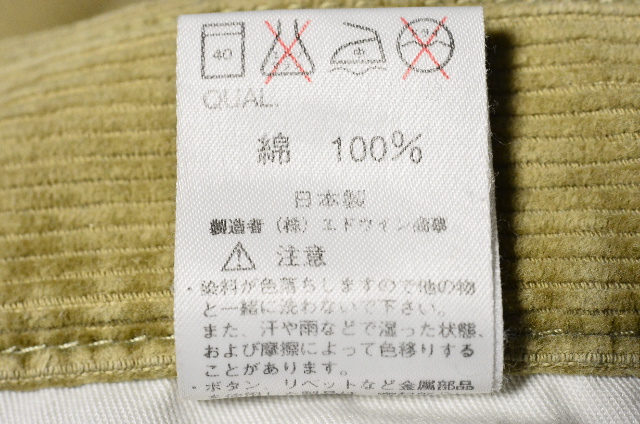 40
QUAL.
綿 100%
日本製
製造者 (株) エドウイン商事
注意
・染料が色落ちしますので他の物
と一緒に洗わないで下さい。
また、汗や雨などで湿った状態、
および摩擦によって色移りする
ことがあります。
・ボタン、リベットなど金属部品